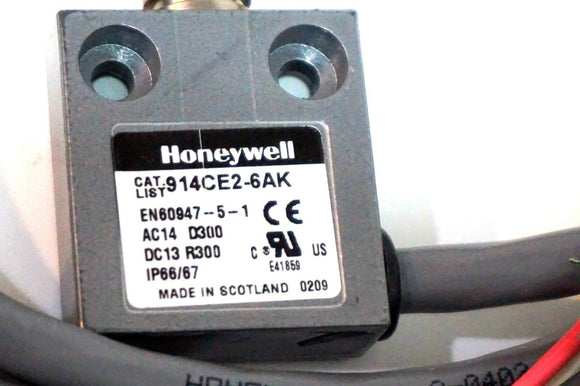 Honeywell
CAT. LIST 914CE2-6AK
EN60947--5-1 CE
AC14 D300
DC13 R300 C ® US
IP66/67 E41859
MADE IN SCOTLAND 0209